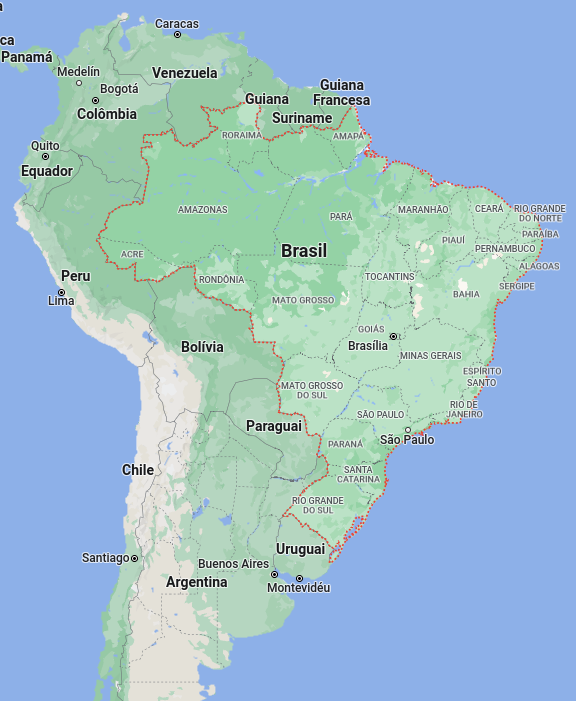 a
Caracas
ca
Panamá
Medelín
Venezuela
Bogotá
Colômbia
Guiana
Guiana
Francesa
Suriname
RORAIMA
AMAPÁ
Quito
Equador
AMAZONAS
PARÁ
MARANHÃO
CEARÁ
RIO GRANDE
DO NORTE
PARAÍBA
PIAUÍ
PERNAMBUCO
ACRE
Brasil
ALAGOAS
Peru
RONDÔNIA
TOCANTINS
SERGIPE
Lima
MATO GROSSO
BAHIA
GOIÁS
Brasília
Bolívia
MINAS GERAIS
MATO GROSSO
DO SUL
ESPÍRITO
SANTO
Paraguai
SÃO PAULO
RIO DE
JANEIRO
São Paulo
PARANÁ
Chile
SANTA
CATARINA
RIO GRANDE
DO SUL
Santiago
Uruguai
Buenos Aires
Argentina
Montevidéu